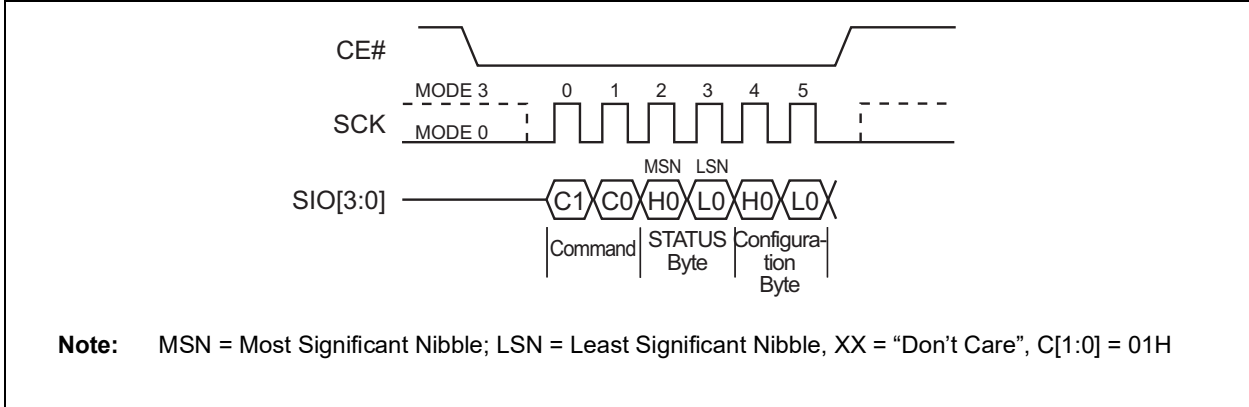 CE#
MODE 3
0 1 2 3 4 5
SCK
MODE 0
MSN LSN
SIO[3:0]
C1 C0 H0 L0 H0 L0
Command
STATUS
Byte
Configura-
tion
Byte
Note: MSN = Most Significant Nibble; LSN = Least Significant Nibble, XX = “Don’t Care”, C[1:0] = 01H